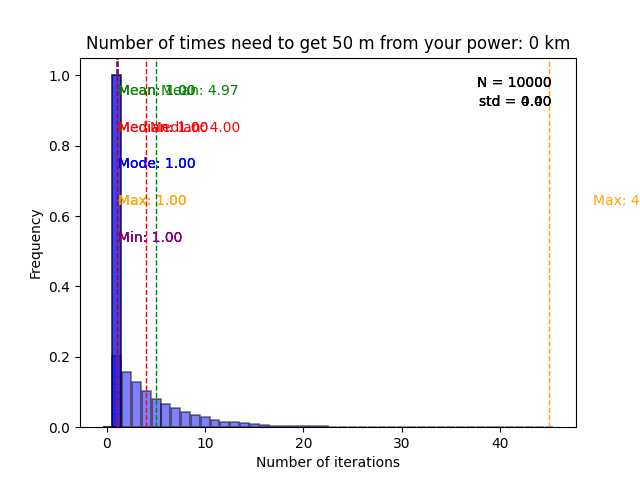 Number of times need to get 50 m from your power: 0 km
1.0
0.8
0.6
0.4
0.2
0.0
Frequency
0
10
20
30
40
Number of iterations
Mean: 1.00
Mean: 4.97
Median: 1.00
Median: 4.00
Mode: 1.00
Max: 1.00
Min: 1.00
N = 10000
std =
Max: 4